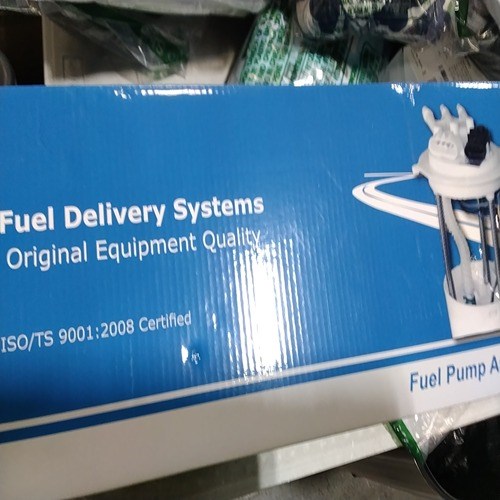 Fuel Delivery Systems
Original Equipment Quality
ISO/TS 9001:2008 Certified
Fuel Pump A